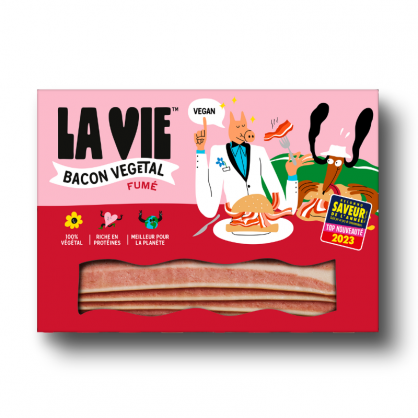 LA VIE™
BACON VEGETAL
FUMÉ
VEGAN
100%
VÉGÉTAL
RICHE EN
PROTÉINES
MEILLEUR POUR
LA PLANÈTE
SAVEUR
DE L'ANNÉE
TOP NOUVEAUTÉ
2023